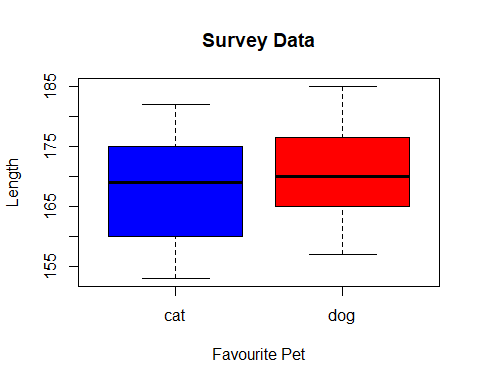 Survey Data
Length
185
175
165
155
cat dog
Favourite Pet